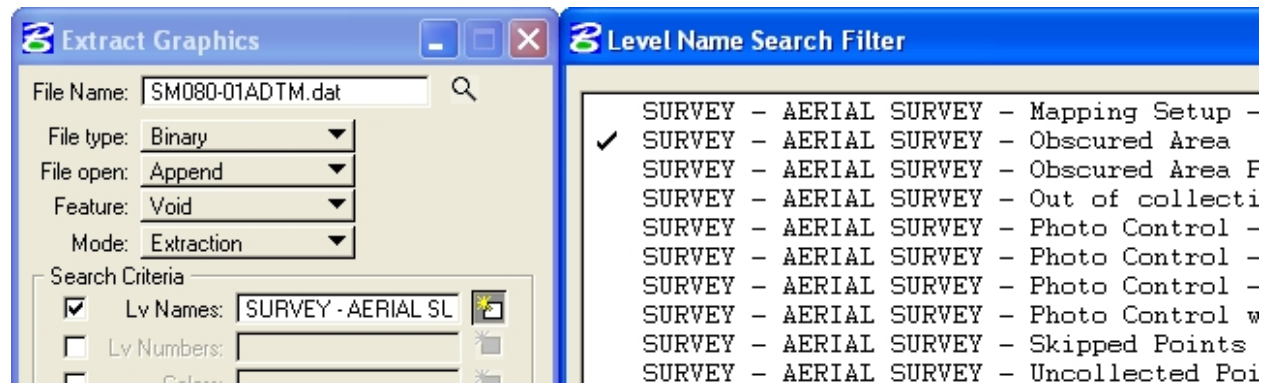 Extract Graphics
File Name: SM080-01ADTM.dat
File type: Binary
File open: Append
Feature: Void
Mode: Extraction
Search Criteria
Lv Names: SURVEY - AERIAL SU
Lv Numbers:
Level Name Search Filter
SURVEY - AERIAL SURVEY - Mapping Setup -
SURVEY - AERIAL SURVEY - Obscured Area
SURVEY - AERIAL SURVEY - Obscured Area F
SURVEY - AERIAL SURVEY - Out of collecti
SURVEY - AERIAL SURVEY - Photo Control -
SURVEY - AERIAL SURVEY - Photo Control -
SURVEY - AERIAL SURVEY - Photo Control -
SURVEY - AERIAL SURVEY - Photo Control w
SURVEY - AERIAL SURVEY - Skipped Points
SURVEY - AERIAL SURVEY - Uncollected Poi